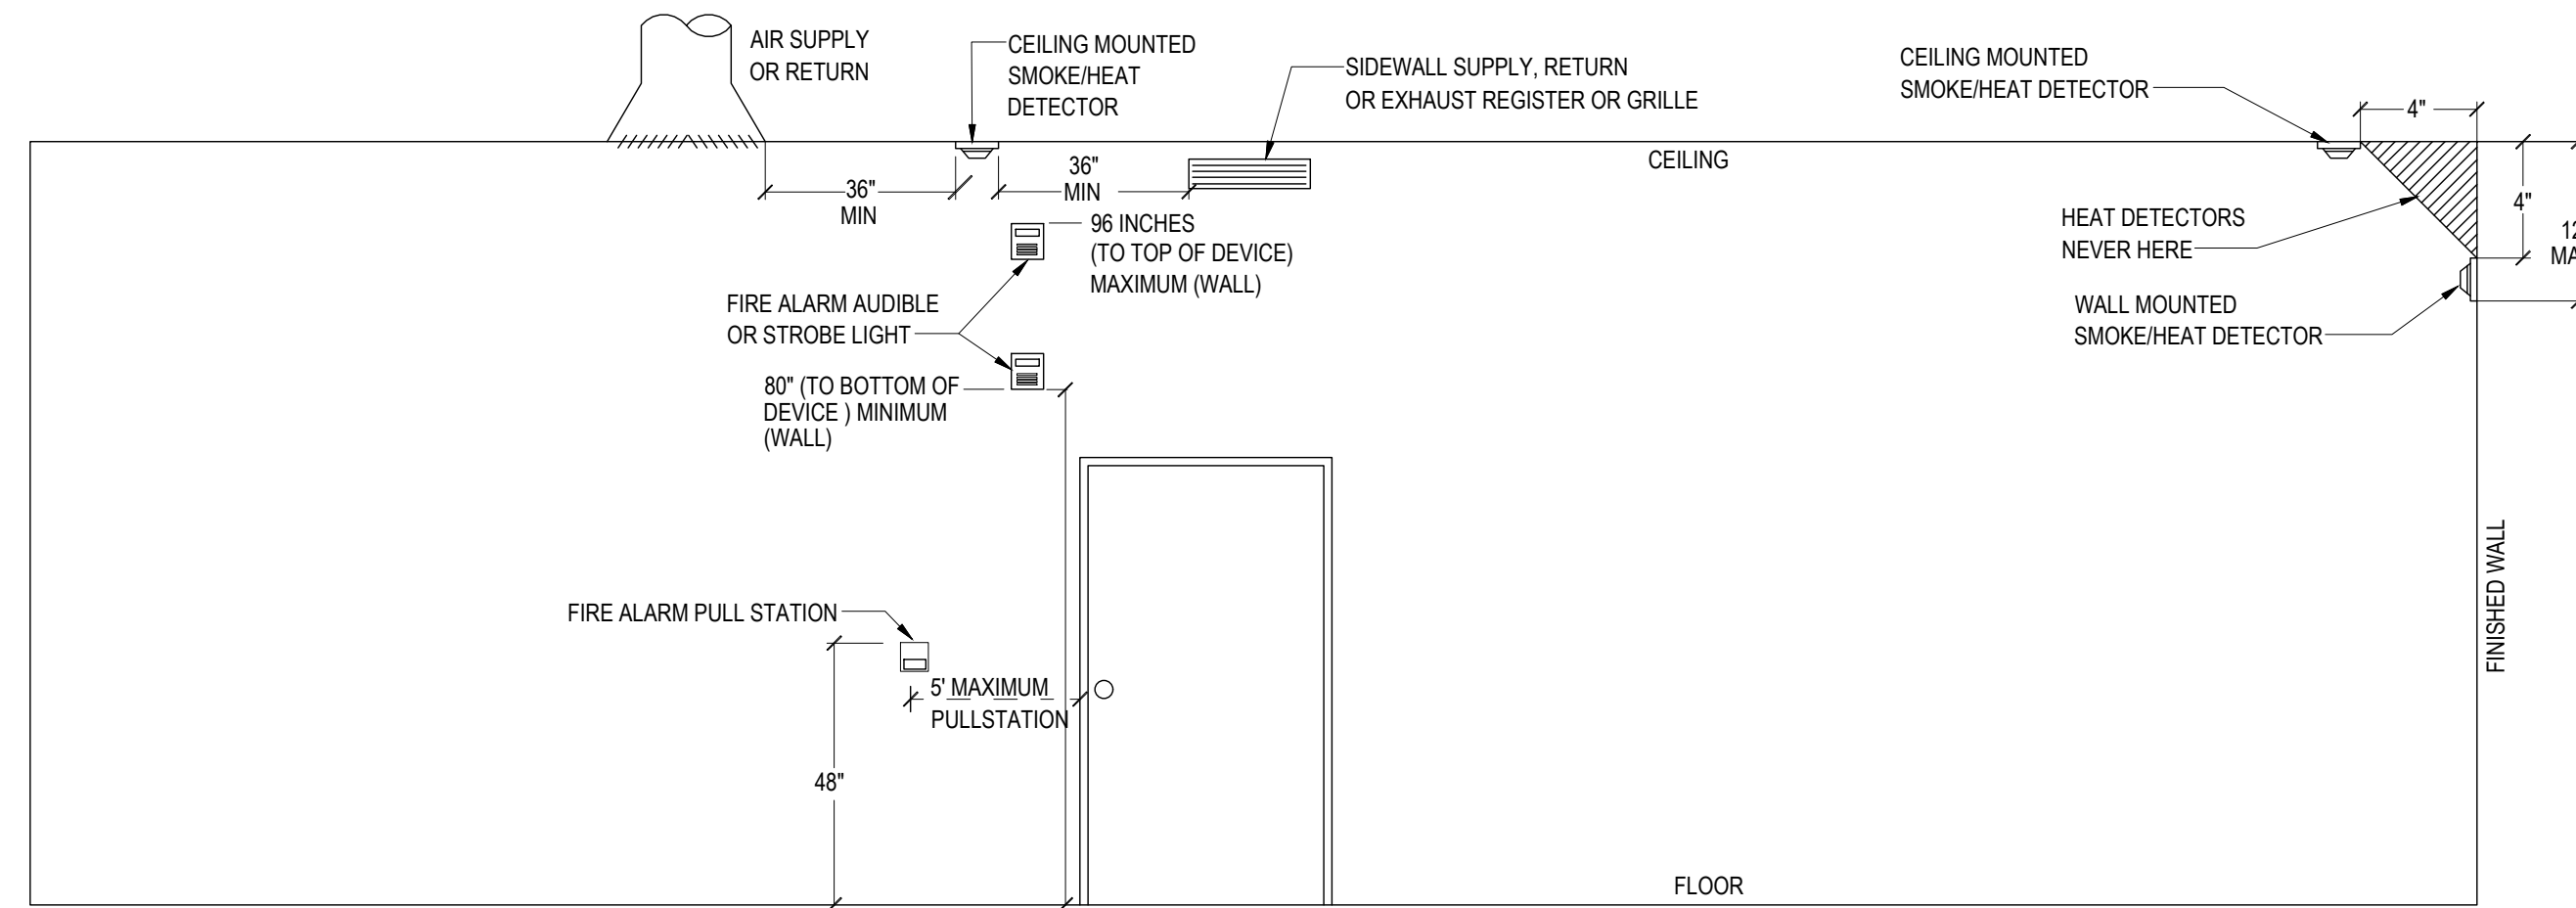 AIR SUPPLY
OR RETURN
CEILING MOUNTED
SMOKE/HEAT
DETECTOR
SIDEWALL SUPPLY, RETURN
OR EXHAUST REGISTER OR GRILLE
CEILING MOUNTED
SMOKE/HEAT DETECTOR
4"
36"
MIN
36"
MIN
CEILING
4"
HEAT DETECTORS
NEVER HERE
96 INCHES
(TO TOP OF DEVICE)
MAXIMUM (WALL)
FIRE ALARM AUDIBLE
OR STROBE LIGHT
WALL MOUNTED
SMOKE/HEAT DETECTOR
80" (TO BOTTOM OF
DEVICE ) MINIMUM
(WALL)
FINISHED WALL
FIRE ALARM PULL STATION
5' MAXIMUM
PULLSTATION
48"
FLOOR